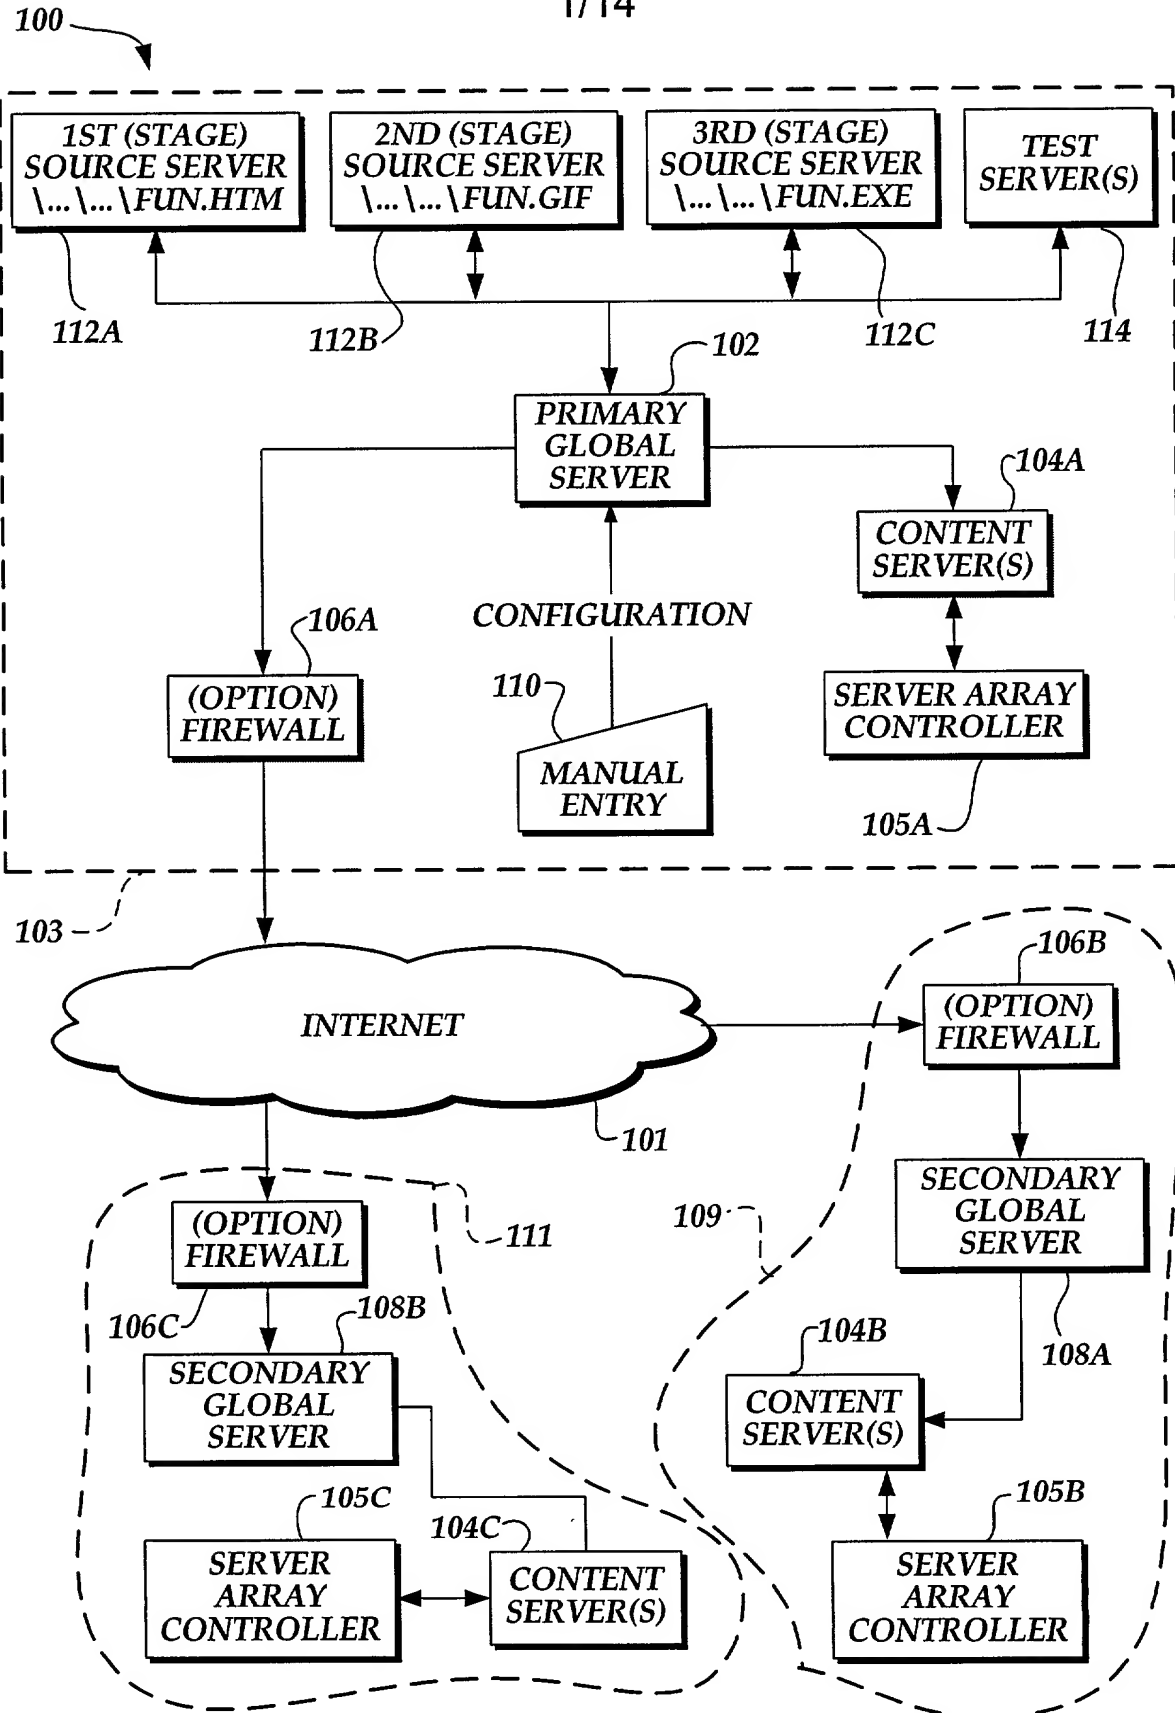 1/14
100
1ST (STAGE)
SOURCE SERVER
\...\...\FUN.HTM
2ND (STAGE)
SOURCE SERVER
\...\...\FUN.GIF
3RD (STAGE)
SOURCE SERVER
\...\...\FUN.EXE
TEST
SERVER(S)
112A
112B
112C
114
102
PRIMARY
GLOBAL
SERVER
104A
CONTENT
SERVER(S)
106A
CONFIGURATION
(OPTION)
FIREWALL
110
MANUAL
ENTRY
SERVER ARRAY
CONTROLLER
105A
103
INTERNET
101
106B
(OPTION)
FIREWALL
SECONDARY
GLOBAL
SERVER
108A
109
111
(OPTION)
FIREWALL
106C
108B
SECONDARY
GLOBAL
SERVER
104B
CONTENT
SERVER(S)
105C
SERVER
ARRAY
CONTROLLER
104C
CONTENT
SERVER(S)
105B
SERVER
ARRAY
CONTROLLER